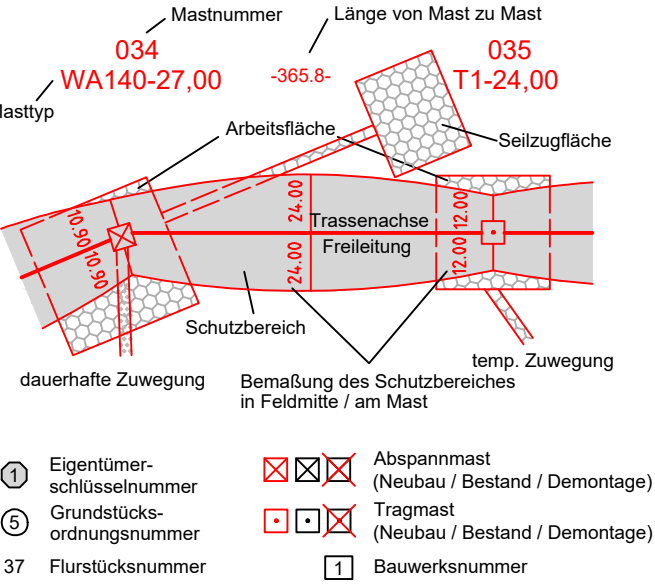 Mastnummer
Länge von Mast zu Mast
034
WA140-27,00
-365.8-
035
T1-24,00
Masttyp
Arbeitsfläche
Seilzugfläche
10.90
10.90
24.00
24.00
Trassenachse
Freileitung
12.00
12.00
Schutzbereich
dauerhafte Zuwegung
temp. Zuwegung
Bemaßung des Schutzbereiches
in Feldmitte / am Mast
1 Eigentümer-
schlüsselnummer
Abspannmast
(Neubau / Bestand / Demontage)
5 Grundstücks-
ordnungsnummer
Tragmast
(Neubau / Bestand / Demontage)
37 Flurstücksnummer
1 Bauwerksnummer